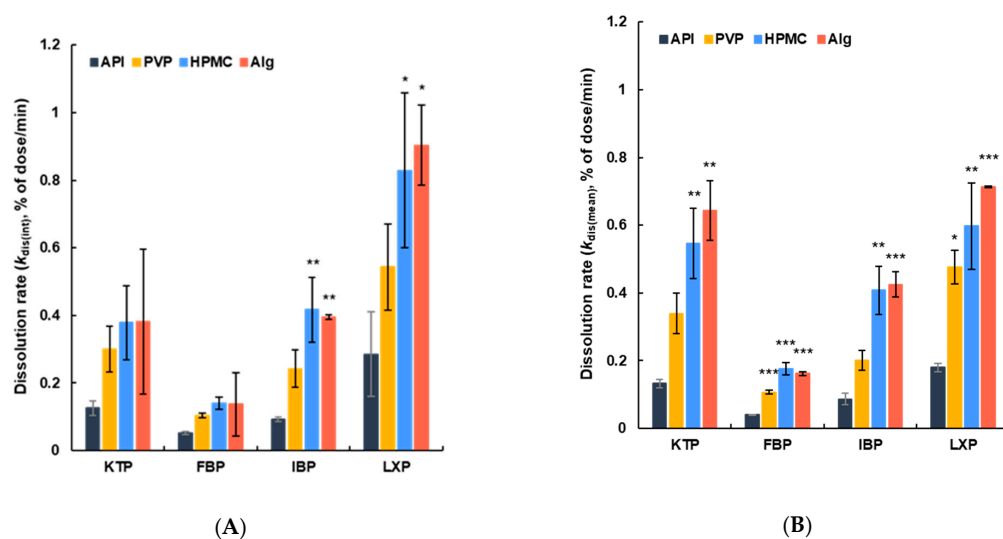 1.2
1
0.8
0.6
0.4
0.2
0
Dissolution rate (kdis(int), % of dose/min)
API PVP HPMC Alg
* *
** **
KTP FBP IBP LXP
(A)
1.2
1
0.8
0.6
0.4
0.2
0
Dissolution rate (kdis(mean), % of dose/min)
API PVP HPMC Alg
** **
*** *** ***
** ***
* ** ***
KTP FBP IBP LXP
(B)